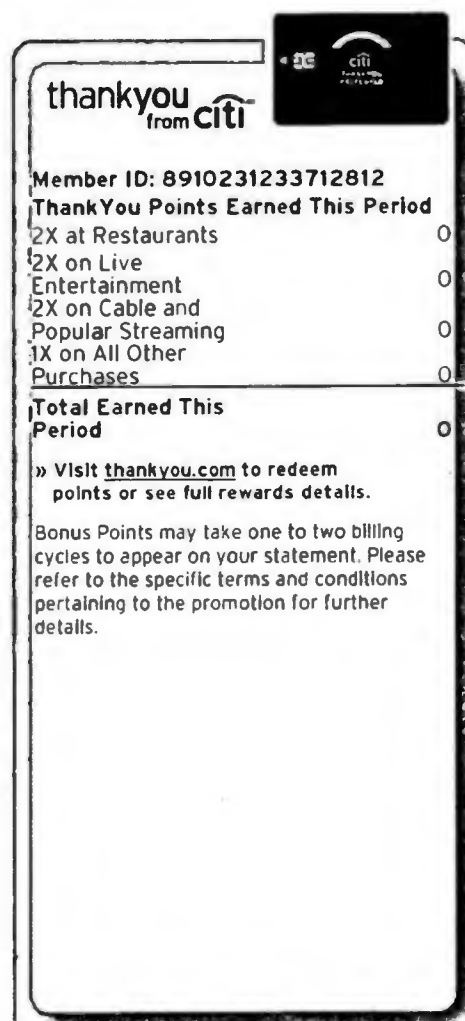 citi
thankyou
from citi
Member ID: 8910231233712812
ThankYou Points Earned This Period
2X at Restaurants 0
2X on Live
Entertainment 0
2X on Cable and
Popular Streaming 0
1X on All Other
Purchases 0
Total Earned This
Period 0
» Visit thankyou.com to redeem
points or see full rewards details.
Bonus Points may take one to two billing
cycles to appear on your statement. Please
refer to the specific terms and conditions
pertaining to the promotion for further
details.